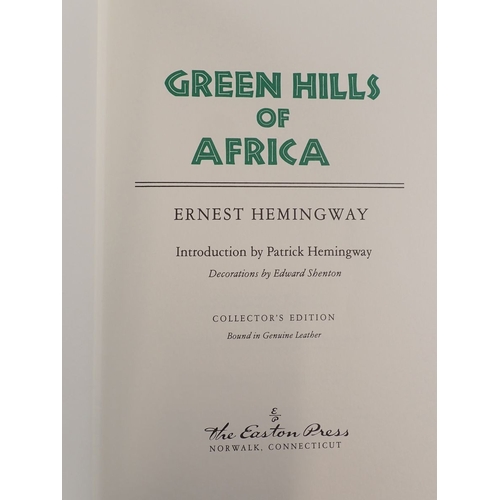 GREEN HILLS
OF
AFRICA
ERNEST HEMINGWAY
Introduction by Patrick Hemingway
Decorations by Edward Shenton
COLLECTOR'S EDITION
Bound in Genuine Leather
E
P
The Easton Press
NORWALK, CONNECTICUT